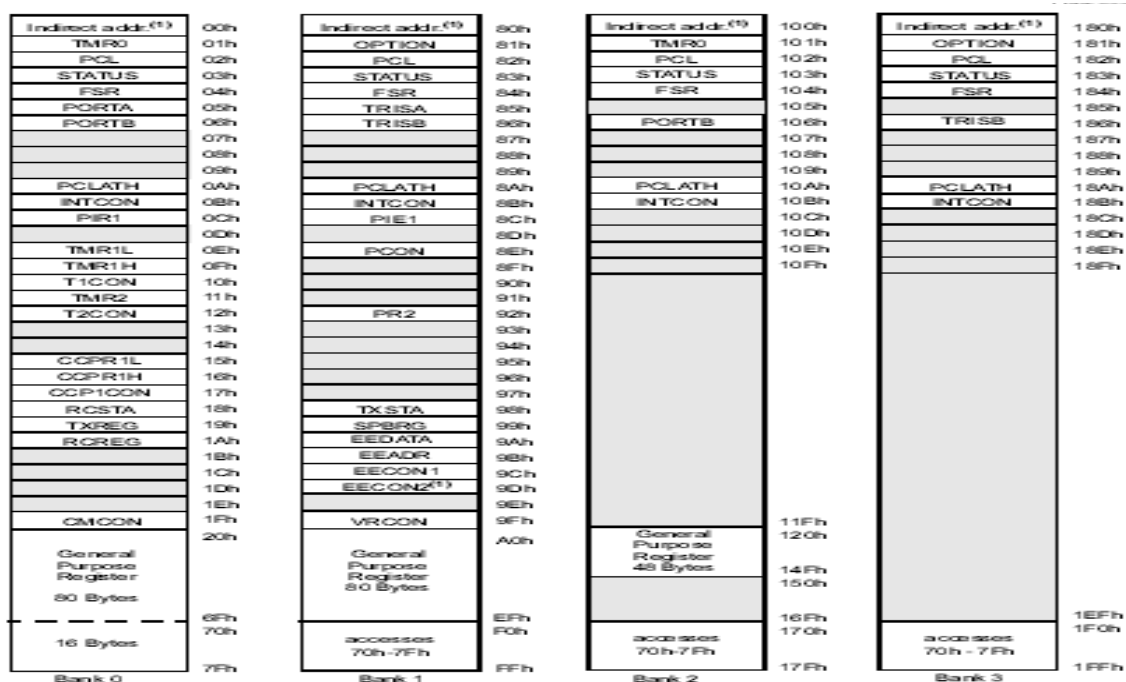 Indirect addr.(1) 00h
TMR0 01h
PCL 02h
STATUS 03h
FSR 04h
PORTA 05h
PORTB 06h
07h
08h
09h
PCLATH 0Ah
INTCON 0Bh
PIR1 0Ch
0Dh
TMR1L 0Eh
TMR1H 0Fh
T1CON 10h
TMR2 11h
T2CON 12h
13h
14h
CCPR1L 15h
CCPR1H 16h
CCP1CON 17h
RCSTA 18h
TXREG 19h
RCREG 1Ah
1Bh
1Ch
1Dh
1Eh
CMCON 1Fh
20h
General
Purpose
Register
80 Bytes
6Fh
70h
16 Bytes
7Fh
Bank 0
Indirect addr.(1) 80h
OPTION 81h
PCL 82h
STATUS 83h
FSR 84h
TRISA 85h
TRISB 86h
87h
88h
89h
PCLATH 8Ah
INTCON 8Bh
PIE1 8Ch
8Dh
PCON 8Eh
8Fh
90h
91h
PR2 92h
93h
94h
95h
96h
97h
TXSTA 98h
SPBRG 99h
EEDATA 9Ah
EEADR 9Bh
EECON1 9Ch
EECON2(1) 9Dh
9Eh
VRCON 9Fh
A0h
General
Purpose
Register
80 Bytes
EFh
F0h
accesses
70h-7Fh
FFh
Bank 1
Indirect addr.(1) 100h
TMR0 101h
PCL 102h
STATUS 103h
FSR 104h
105h
PORTB 106h
107h
108h
109h
PCLATH 10Ah
INTCON 10Bh
10Ch
10Dh
10Eh
10Fh
11Fh
120h
General
Purpose
Register
48 Bytes
14Fh
150h
16Fh
170h
accesses
70h-7Fh
17Fh
Bank 2
Indirect addr.(1) 180h
OPTION 181h
PCL 182h
STATUS 183h
FSR 184h
185h
TRISB 186h
187h
188h
189h
PCLATH 18Ah
INTCON 18Bh
18Ch
18Dh
18Eh
18Fh
1EFh
1F0h
accesses
70h - 7Fh
1FFh
Bank 3